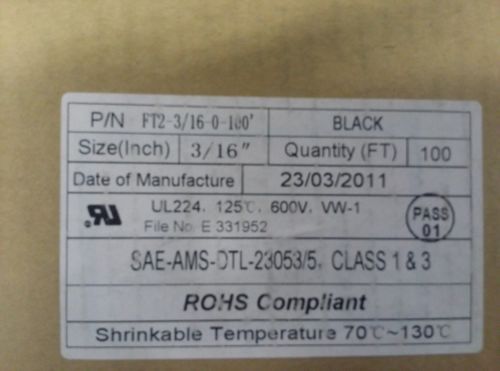 P/N FT2-3/16-0-100' BLACK
Size(Inch) 3/16" Quantity (FT) 100
Date of Manufacture 23/03/2011
UL224, 125℃, 600V, VW-1 PASS
File No. E 331952 01
SAE-AMS-DTL-23053/5, CLASS 1 & 3
ROHS Compliant
Shrinkable Temperature 70℃~130℃